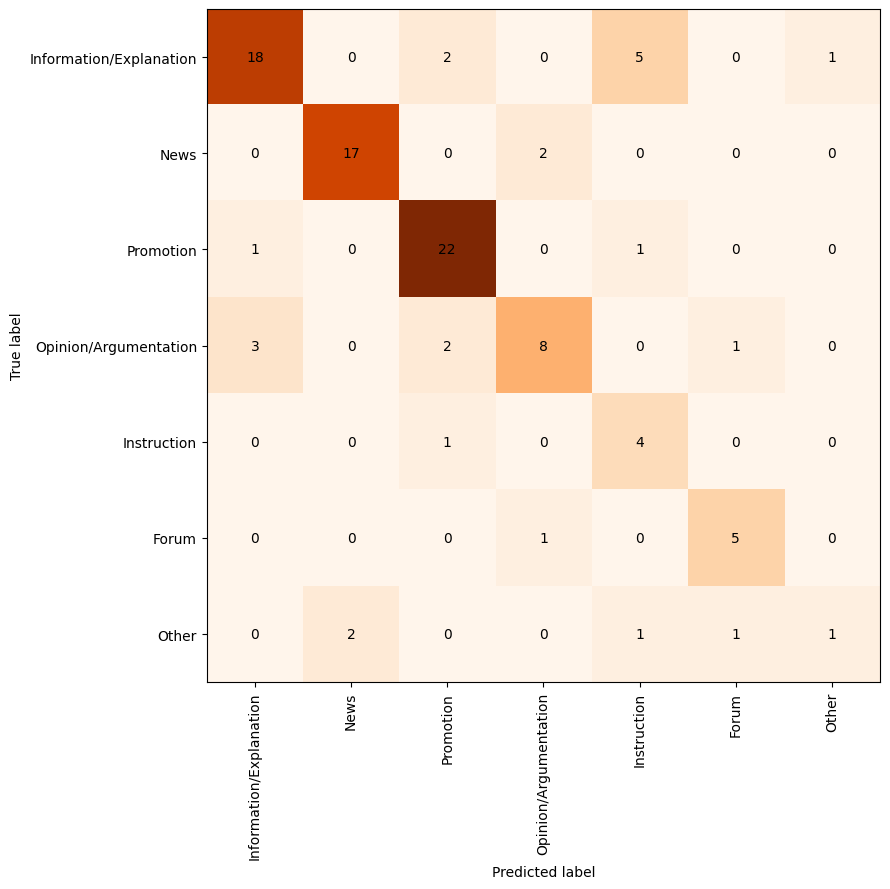 True label
Information/Explanation 18 0 2 0 5 0 1
News 0 17 0 2 0 0 0
Promotion 1 0 22 0 1 0 0
Opinion/Argumentation 3 0 2 8 0 1 0
Instruction 0 0 1 0 4 0 0
Forum 0 0 0 1 0 5 0
Other 0 2 0 0 1 1 1
Information/Explanation
News
Promotion
Opinion/Argumentation
Instruction
Forum
Other
Predicted label